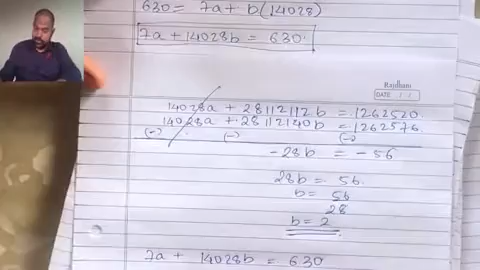 630 = 7a + b(14028)
7a + 14028b = 630.
Rajdhani
DATE / /
14028a + 28112112b = 1262520.
14028a + 28112140b = 1262576.
(-) (-) (-)
-28b = -56
28b = 56.
b = 56
28
b = 2
7a + 14028b = 630